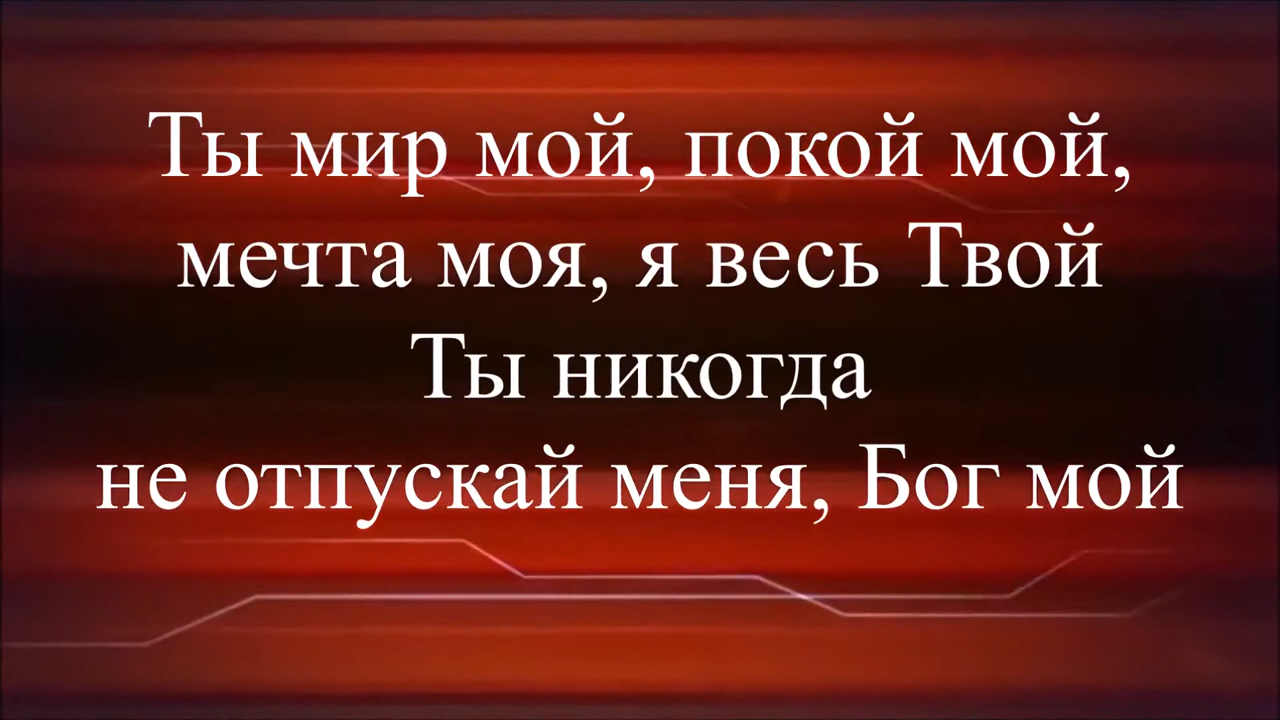 Ты мир мой, покой мой,
мечта моя, я весь Твой
Ты никогда
не отпускай меня, Бог мой